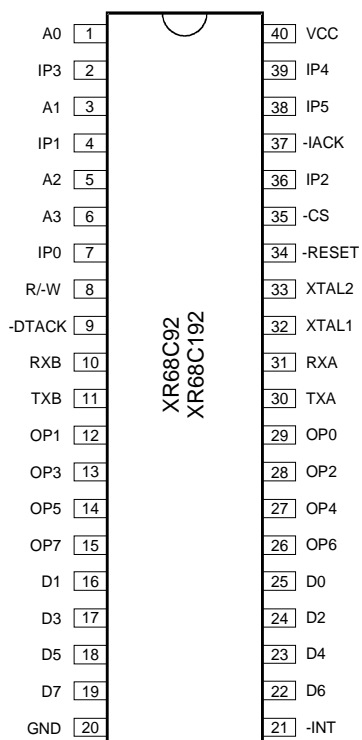 A0 1 40 VCC
IP3 2 39 IP4
A1 3 38 IP5
IP1 4 37 -IACK
A2 5 36 IP2
A3 6 35 -CS
IP0 7 34 -RESET
R/-W 8 33 XTAL2
-DTACK 9 32 XTAL1
RXB 10 31 RXA
TXB 11 30 TXA
OP1 12 29 OP0
OP3 13 28 OP2
OP5 14 27 OP4
OP7 15 26 OP6
D1 16 25 D0
D3 17 24 D2
D5 18 23 D4
D7 19 22 D6
GND 20 21 -INT
XR68C92
XR68C192